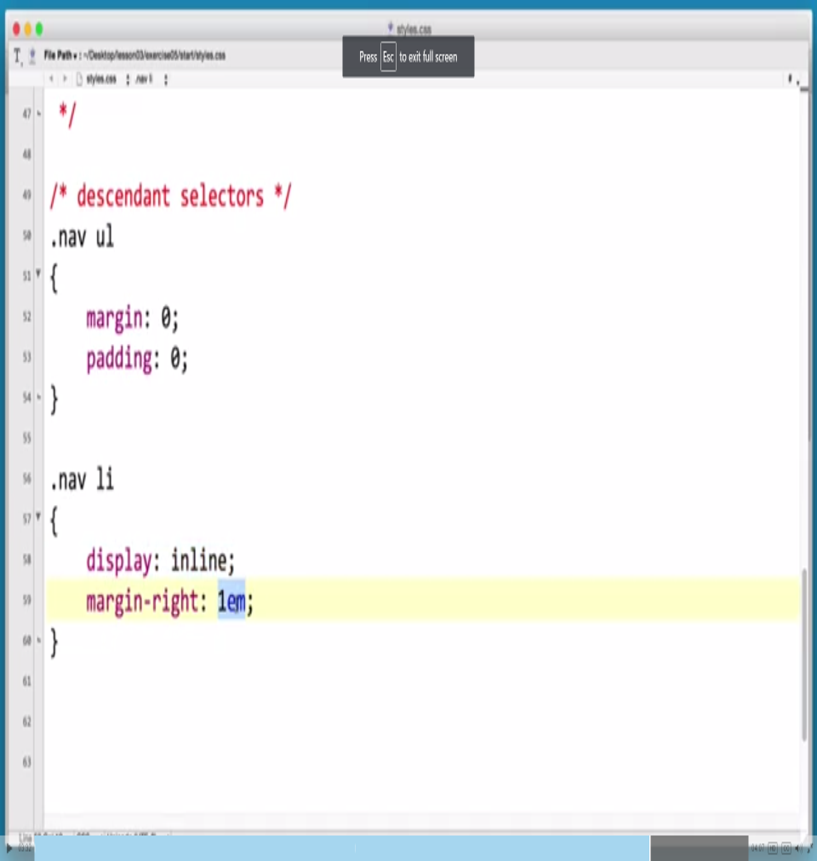 styles.css
File Path ▾ : ~/Desktop/lesson03/exercise05/start/styles.css
Press Esc to exit full screen
styles.css .nav li
47 */
48
49 /* descendant selectors */
50 .nav ul
51 {
52 margin: 0;
53 padding: 0;
54 }
55
56 .nav li
57 {
58 display: inline;
59 margin-right: 1em;
60 }
61
62
63